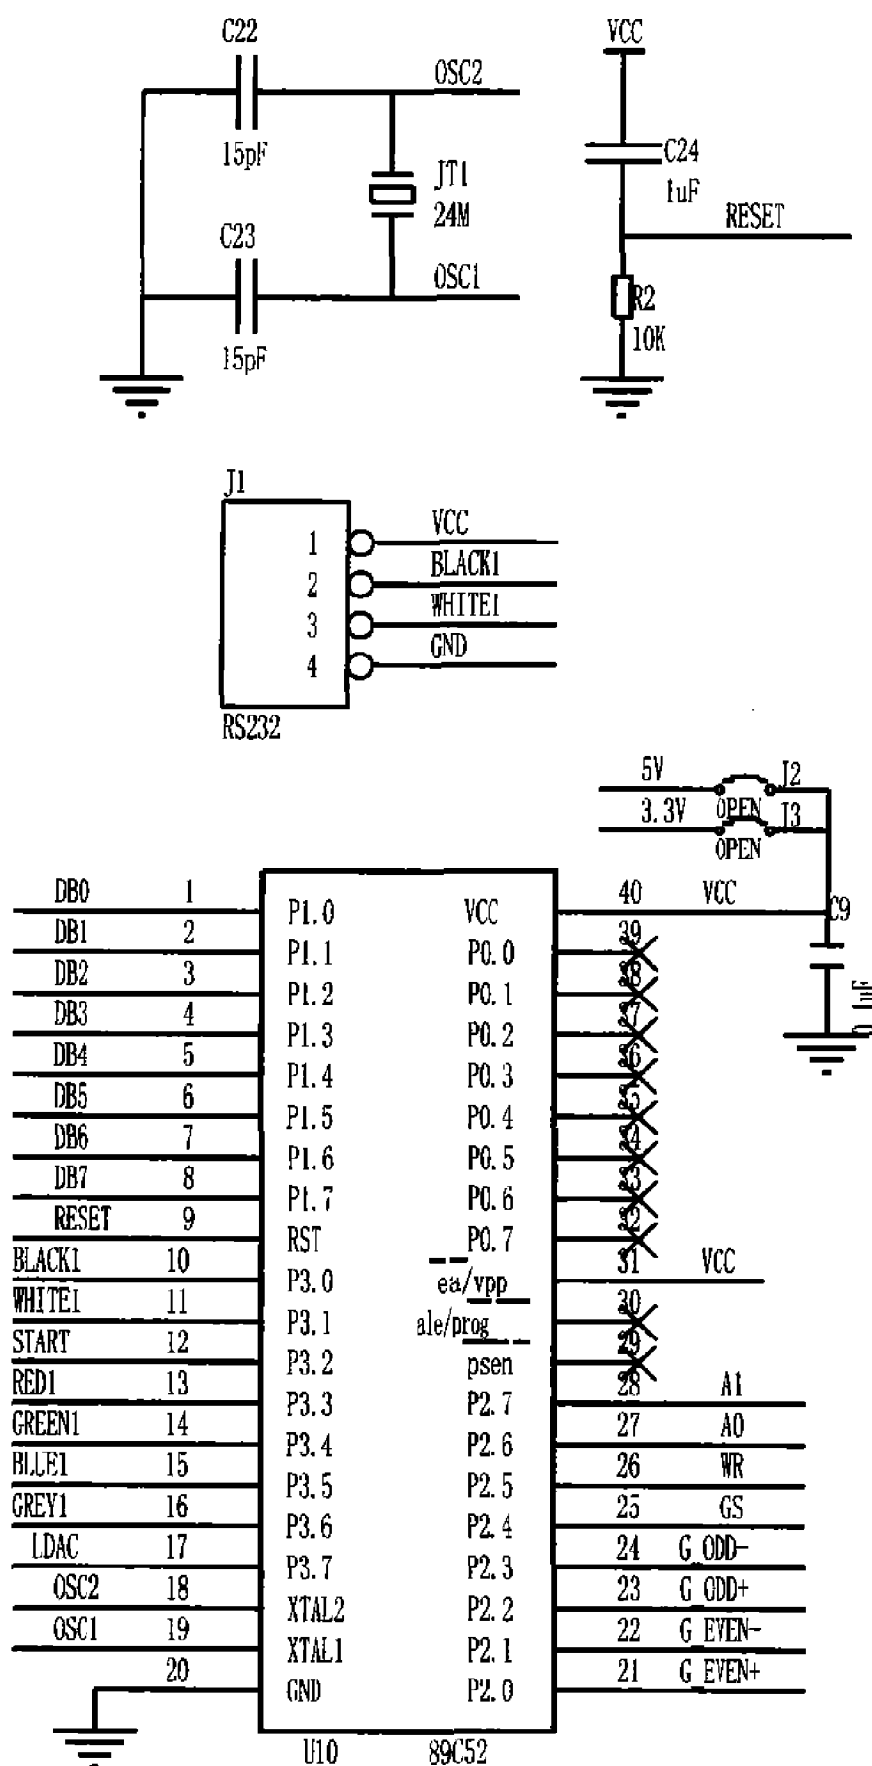 C22
15pF
OSC2
JT1
24M
C23
15pF
OSC1
VCC
C24
1uF
RESET
R2
10K
J1
1 VCC
2 BLACK1
3 WHITE1
4 GND
RS232
5V J2
OPEN
3.3V J3
OPEN
C9
0.1uF
DB0 1 P1.0 VCC 40 VCC
DB1 2 P1.1 P0.0 39
DB2 3 P1.2 P0.1 38
DB3 4 P1.3 P0.2 37
DB4 5 P1.4 P0.3 36
DB5 6 P1.5 P0.4 35
DB6 7 P1.6 P0.5 34
DB7 8 P1.7 P0.6 33
RESET 9 RST P0.7 32
BLACK1 10 P3.0 ea/vpp 31 VCC
WHITE1 11 P3.1 ale/prog 30
START 12 P3.2 psen 29
RED1 13 P3.3 P2.7 28 A1
GREEN1 14 P3.4 P2.6 27 A0
BLLE1 15 P3.5 P2.5 26 WR
GREY1 16 P3.6 P2.4 25 GS
LDAC 17 P3.7 P2.3 24 G_ODD-
OSC2 18 XTAL2 P2.2 23 G_ODD+
OSC1 19 XTAL1 P2.1 22 G_EVEN-
20 GND P2.0 21 G_EVEN+
U10 89C52